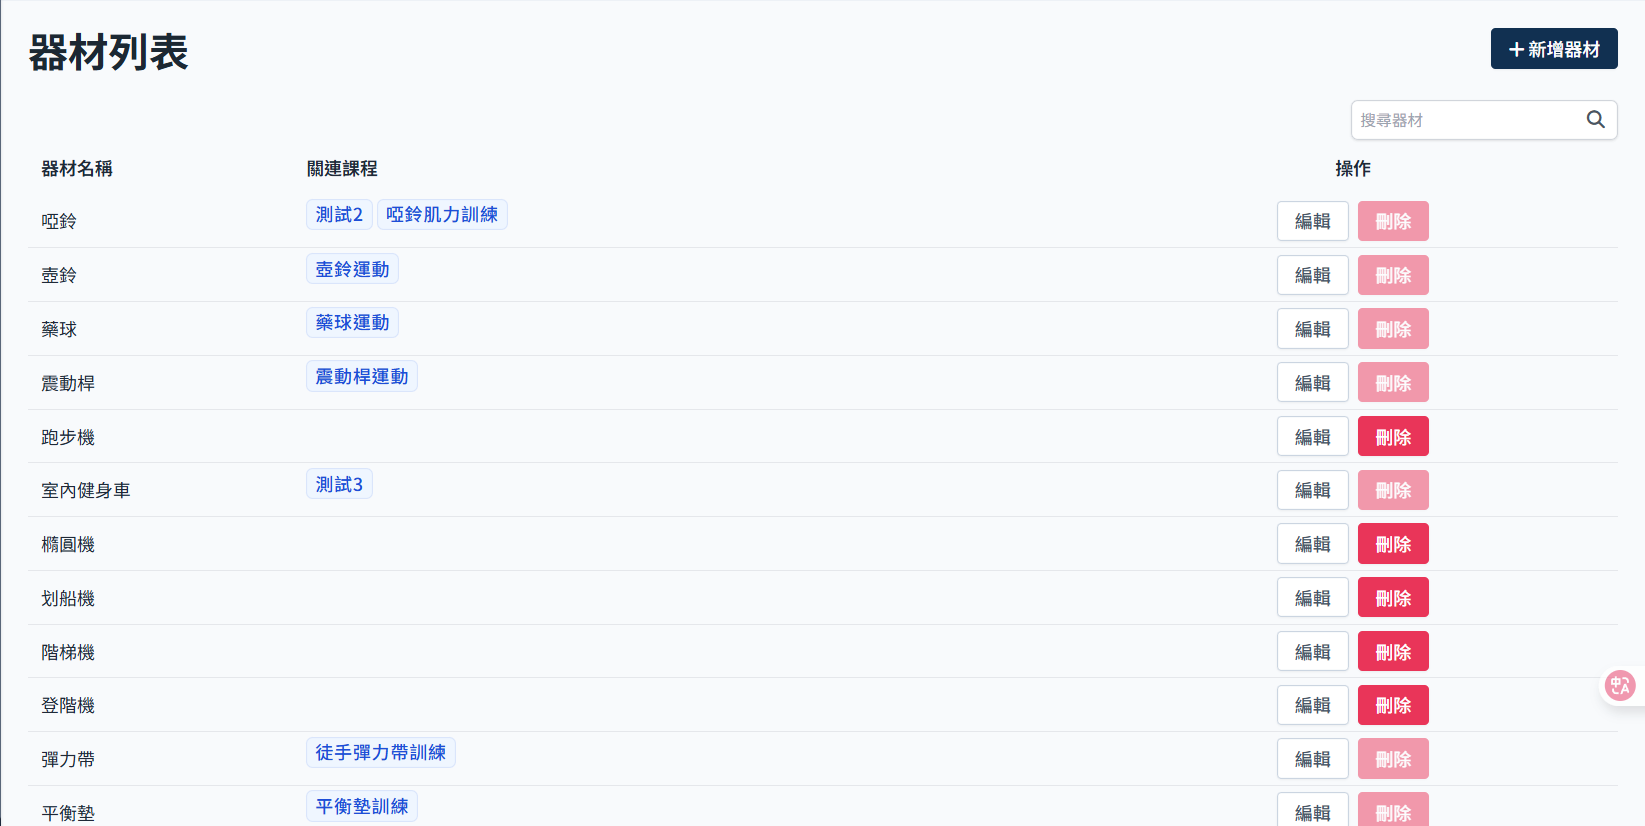 器材列表
新增器材
搜尋器材
器材名稱 關連課程 操作
啞鈴 測試2 啞鈴肌力訓練 編輯 刪除
壺鈴 壺鈴運動 編輯 刪除
藥球 藥球運動 編輯 刪除
震動桿 震動桿運動 編輯 刪除
跑步機 編輯 刪除
室內健身車 測試3 編輯 刪除
橢圓機 編輯 刪除
划船機 編輯 刪除
階梯機 編輯 刪除
登階機 編輯 刪除
彈力帶 徒手彈力帶訓練 編輯 刪除
平衡墊 平衡墊訓練 編輯 刪除